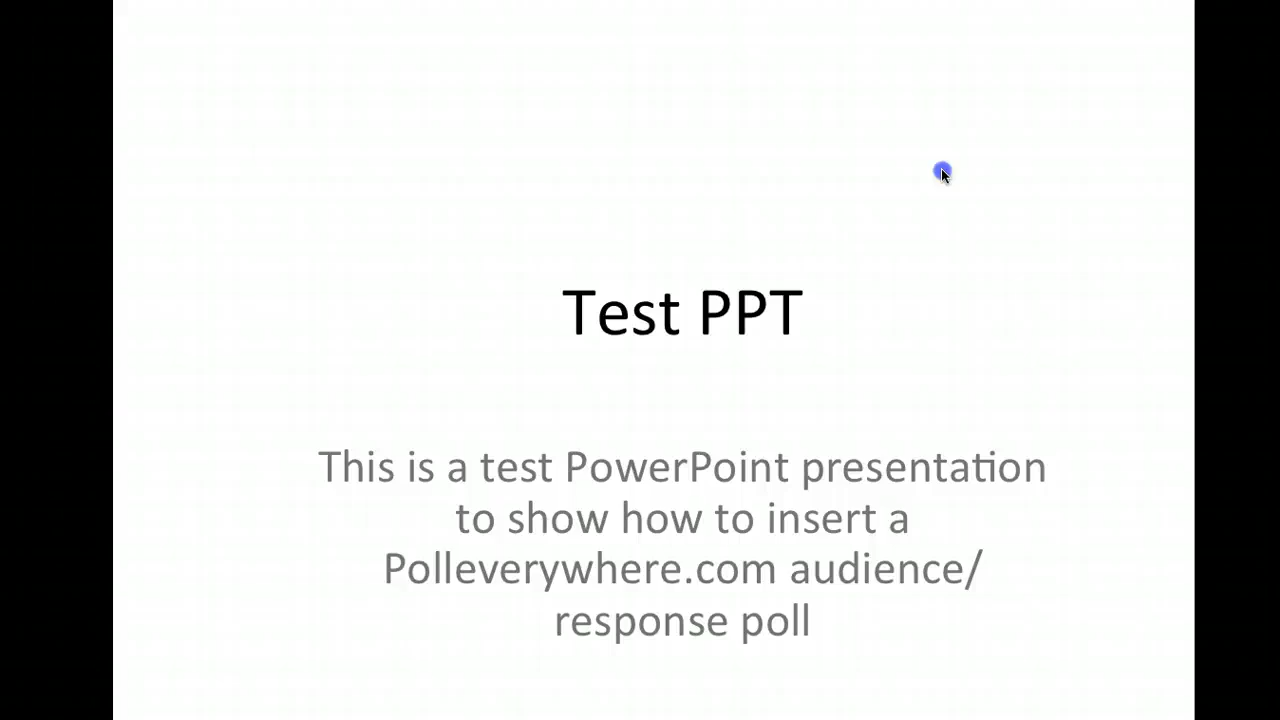 Test PPT
This is a test PowerPoint presentation
to show how to insert a
Polleverywhere.com audience/
response poll